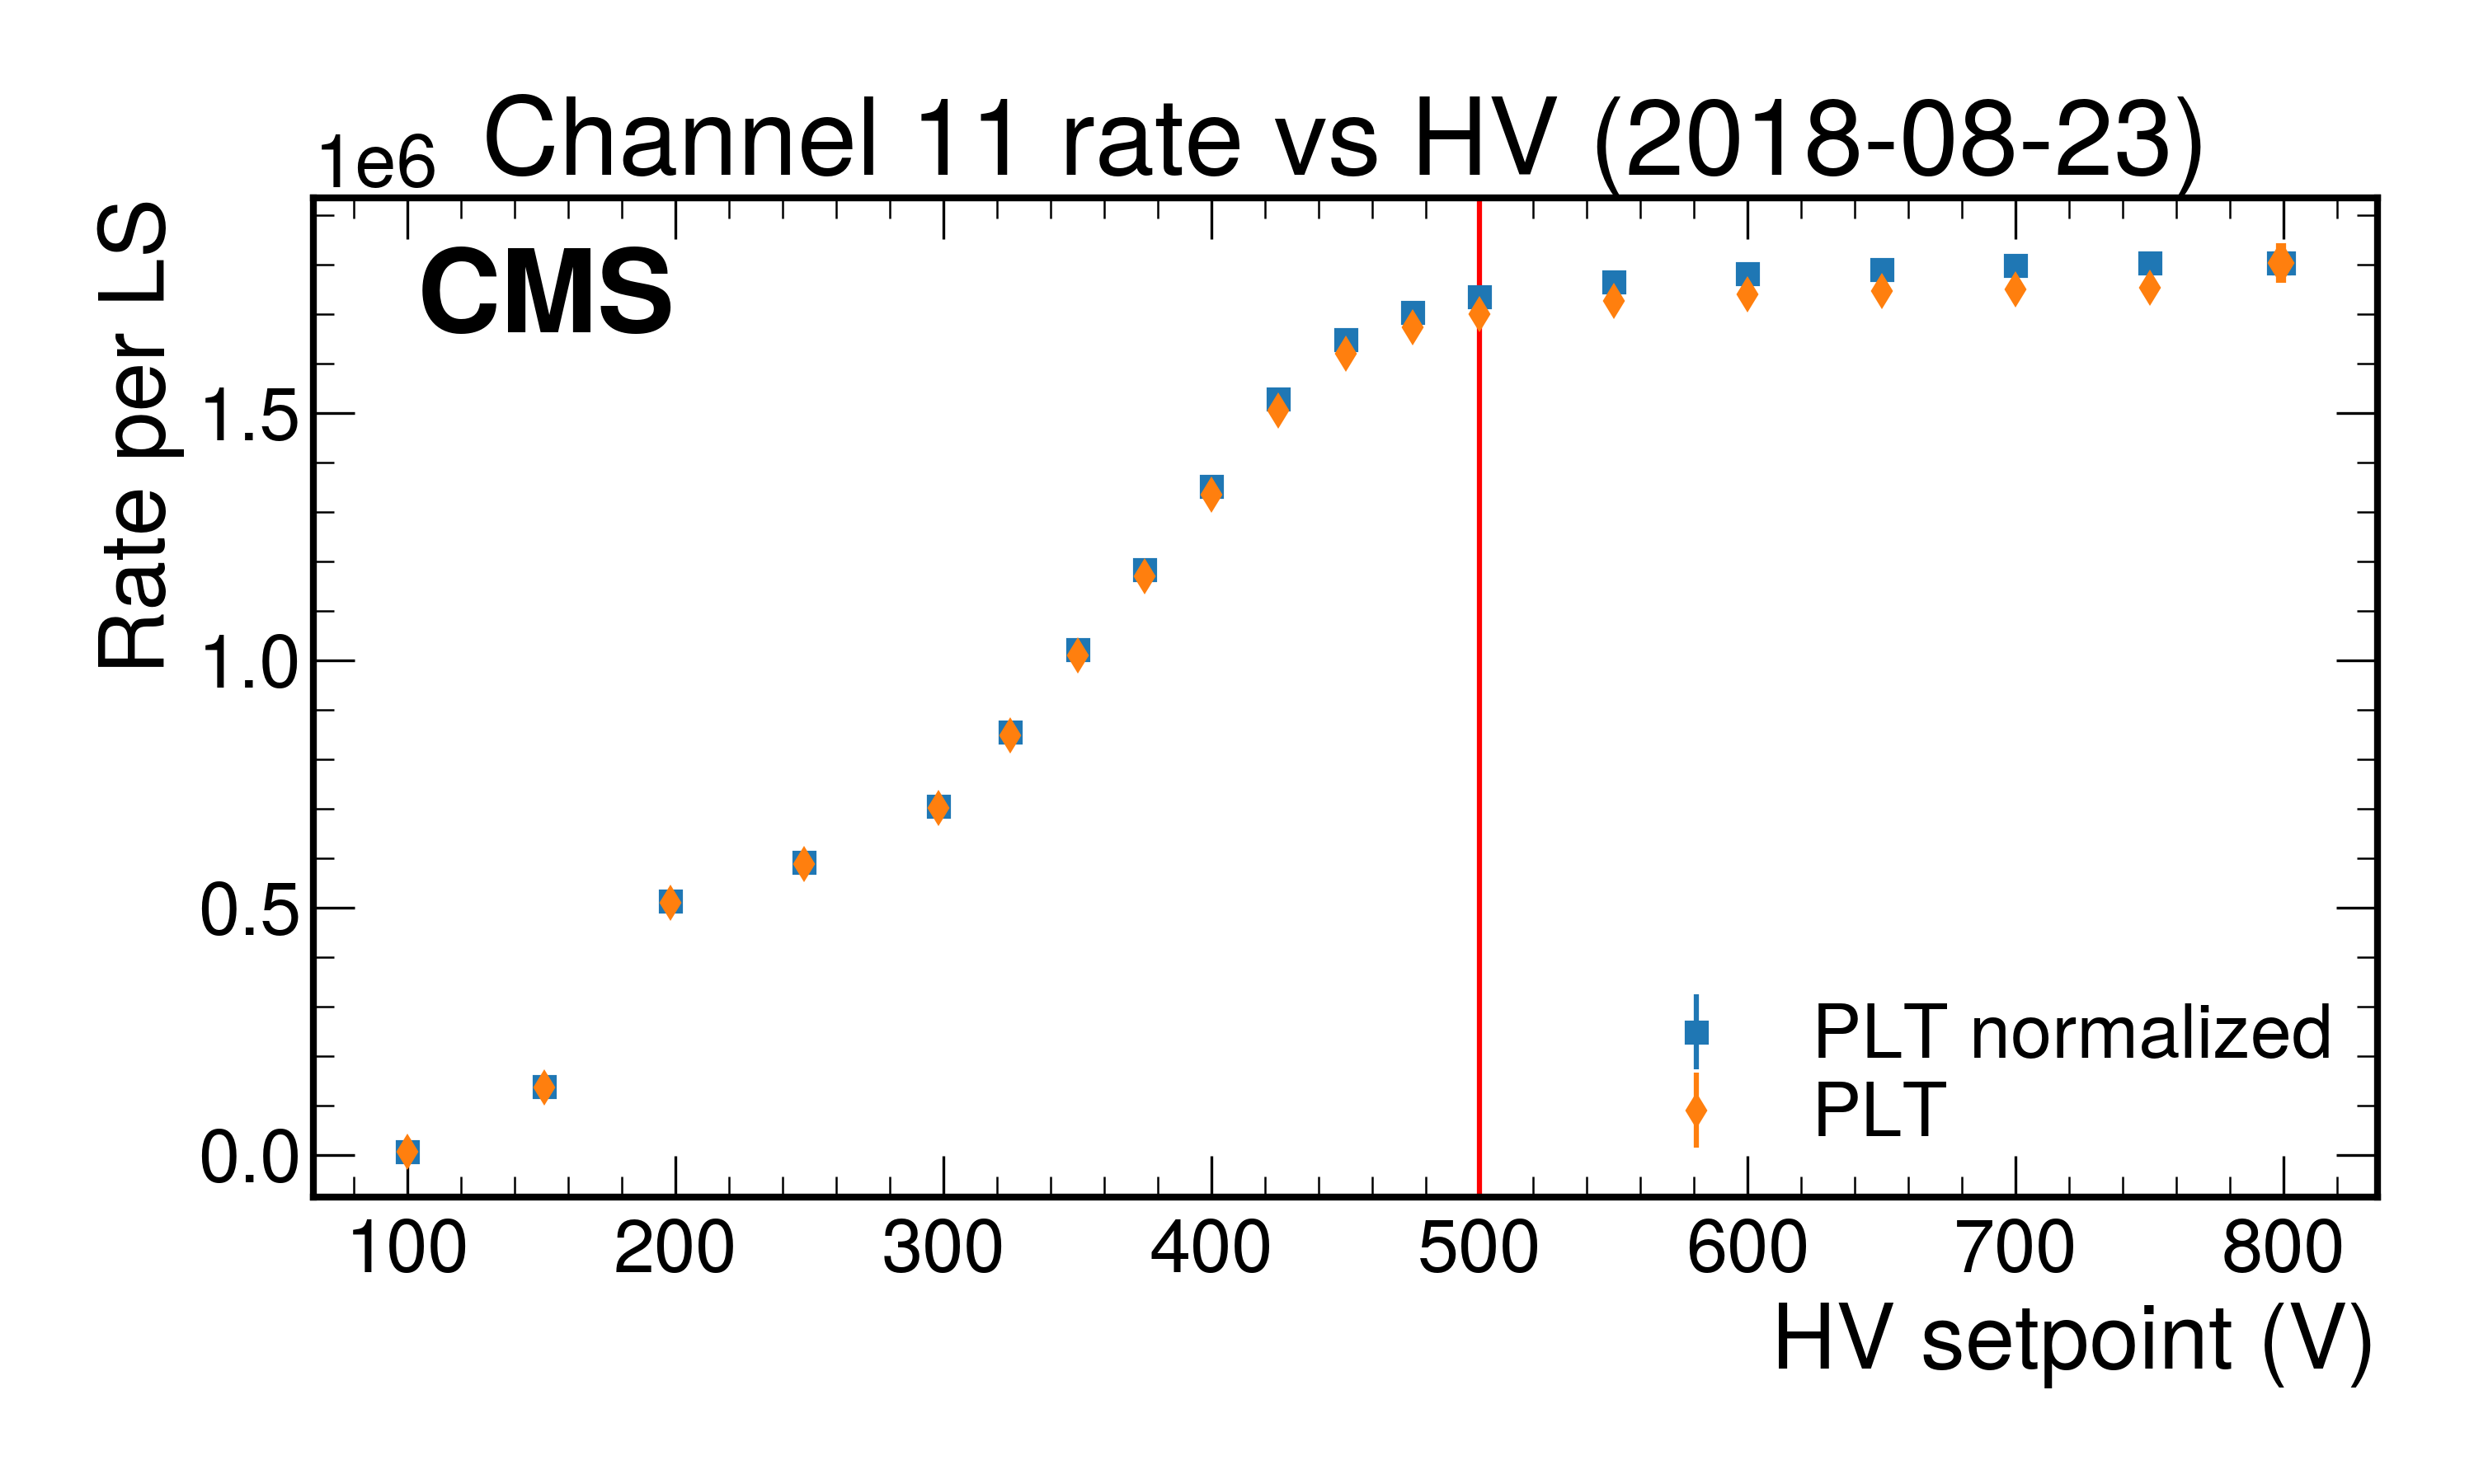 1e6
Channel 11 rate vs HV (2018-08-23)
CMS
Rate per LS
1.5
1.0
0.5
0.0
PLT normalized
PLT
100 200 300 400 500 600 700 800
HV setpoint (V)